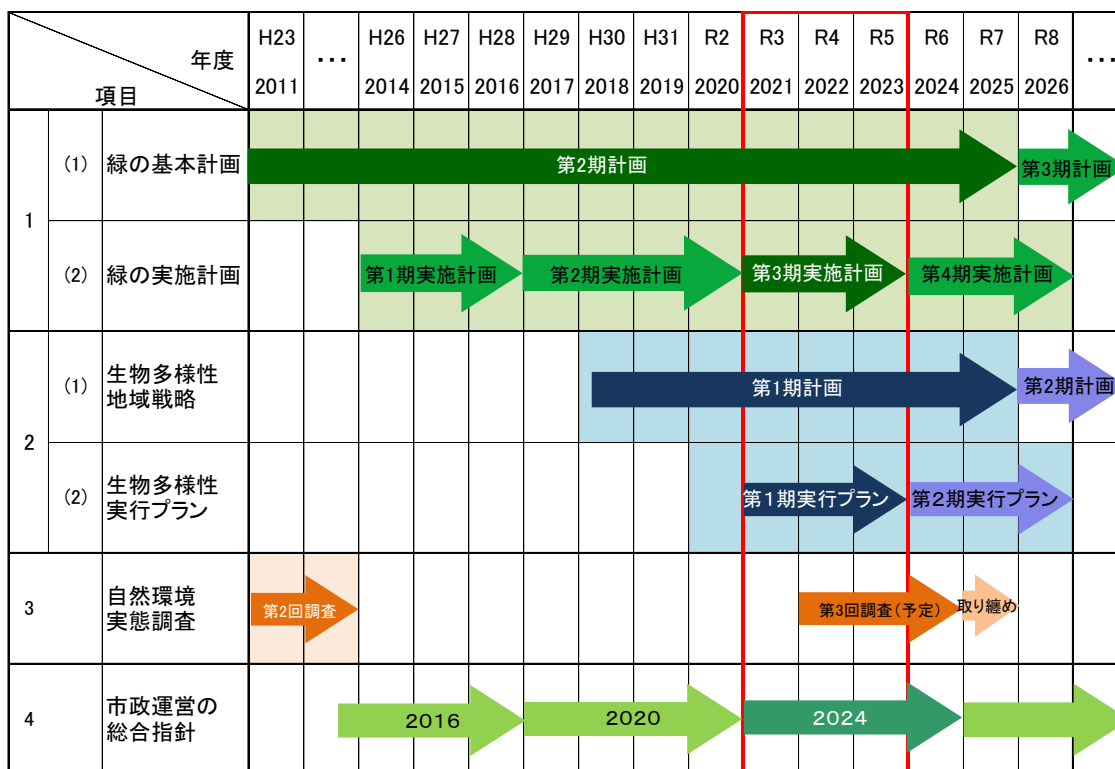 年度
項目
H23 … H26 H27 H28 H29 H30 H31 R2 R3 R4 R5 R6 R7 R8 …
2011 2014 2015 2016 2017 2018 2019 2020 2021 2022 2023 2024 2025 2026
1
(1) 緑の基本計画
第2期計画
第3期計画
(2) 緑の実施計画
第1期実施計画
第2期実施計画
第3期実施計画
第4期実施計画
2
(1) 生物多様性
地域戦略
第1期計画
第2期計画
(2) 生物多様性
実行プラン
第1期実行プラン
第2期実行プラン
3
自然環境
実態調査
第2回調査
第3回調査(予定)
取り纏め
4
市政運営の
総合指針
2016
2020
2024